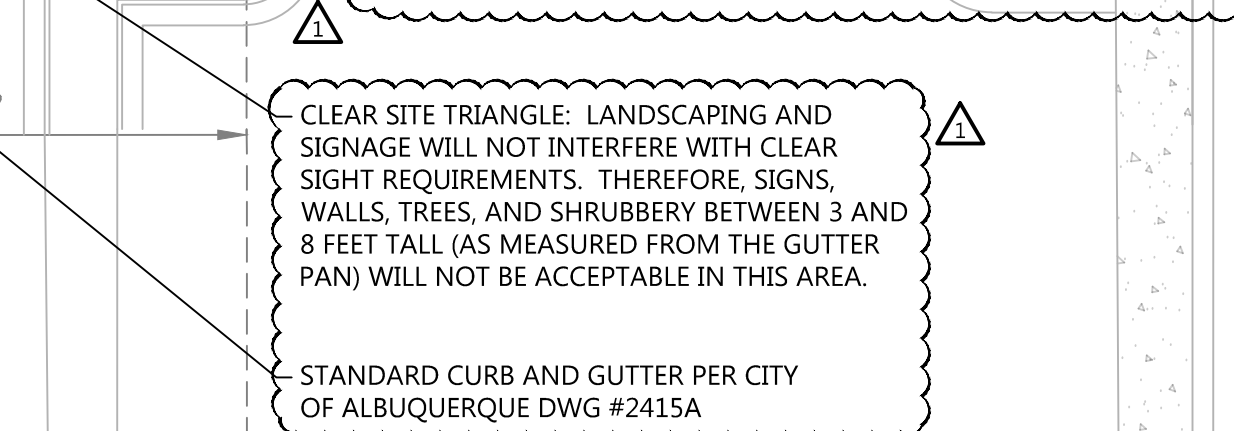 1
CLEAR SITE TRIANGLE: LANDSCAPING AND
SIGNAGE WILL NOT INTERFERE WITH CLEAR
SIGHT REQUIREMENTS. THEREFORE, SIGNS,
WALLS, TREES, AND SHRUBBERY BETWEEN 3 AND
8 FEET TALL (AS MEASURED FROM THE GUTTER
PAN) WILL NOT BE ACCEPTABLE IN THIS AREA.
1
STANDARD CURB AND GUTTER PER CITY
OF ALBUQUERQUE DWG #2415A